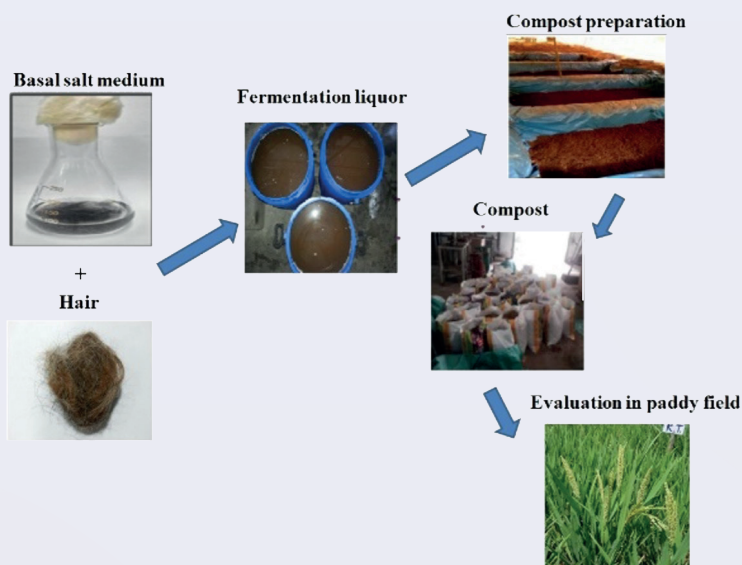 Basal salt medium
+
Hair
Fermentation liquor
Compost preparation
Compost
Evaluation in paddy field
K.T.